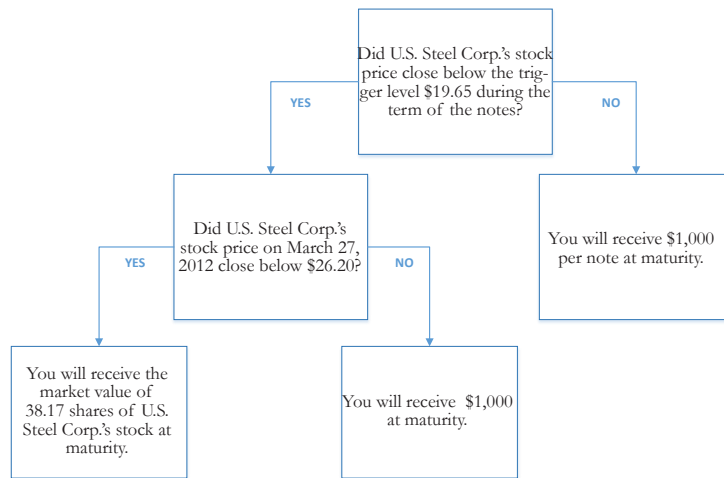 Did U.S. Steel Corp.'s stock
price close below the trig-
ger level $19.65 during the
term of the notes?
YES
NO
Did U.S. Steel Corp.'s
stock price on March 27,
2012 close below $26.20?
You will receive $1,000
per note at maturity.
YES
NO
You will receive the
market value of
38.17 shares of U.S.
Steel Corp.'s stock at
maturity.
You will receive $1,000
at maturity.